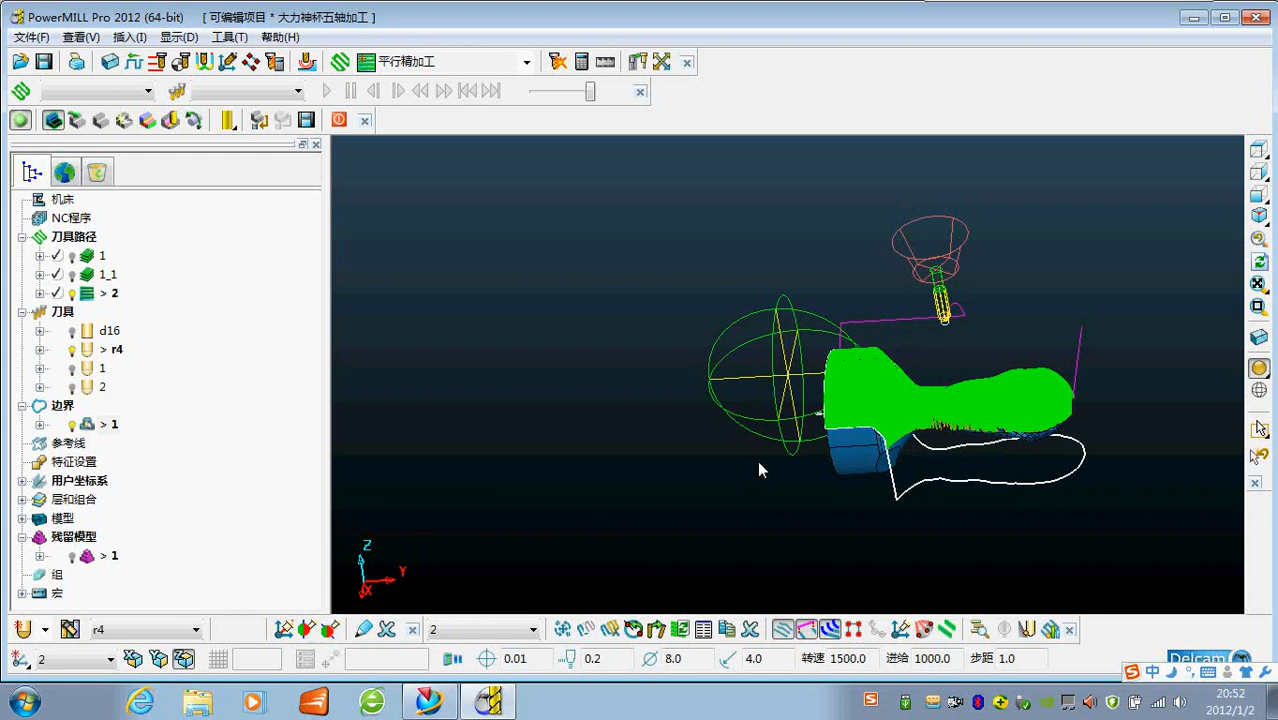 PowerMILL Pro 2012 (64-bit) [ 可编辑项目 * 大力神杯五轴加工 ]
文件(F) 查看(V) 插入(I) 显示(D) 工具(T) 帮助(H)
平行精加工
机床
NC程序
刀具路径
1
1_1
> 2
刀具
d16
> r4
1
2
边界
> 1
参考线
特征设置
用户坐标系
层和组合
模型
残留模型
> 1
组
宏
Z
Y
X
r4 2
2 0.01 0.2 8.0 4.0 转速 1500.0 进给 1000.0 步距 1.0
Delcam
中
20:52
2012/1/2